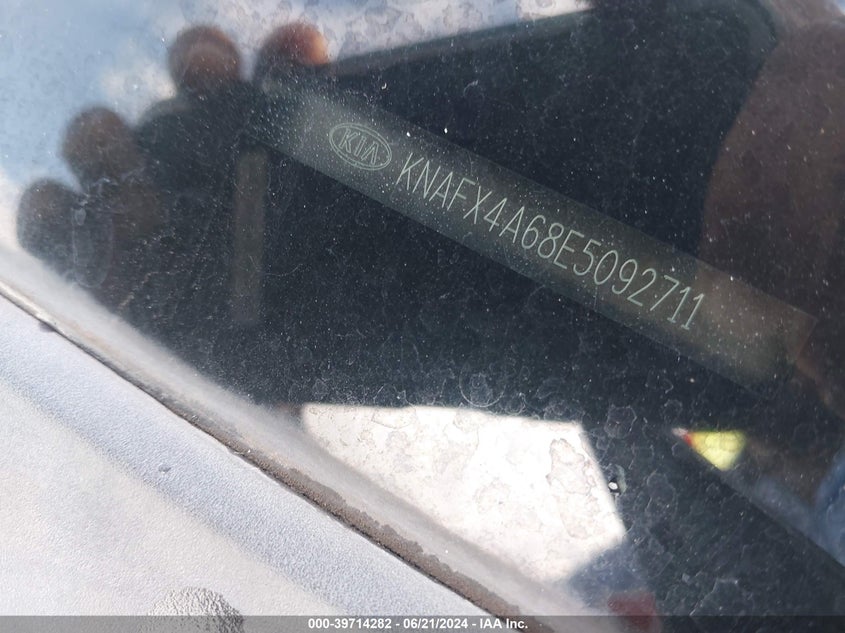 KIA KNAFX4A68E5092711
000-39714282 - 06/21/2024 - IAA Inc.